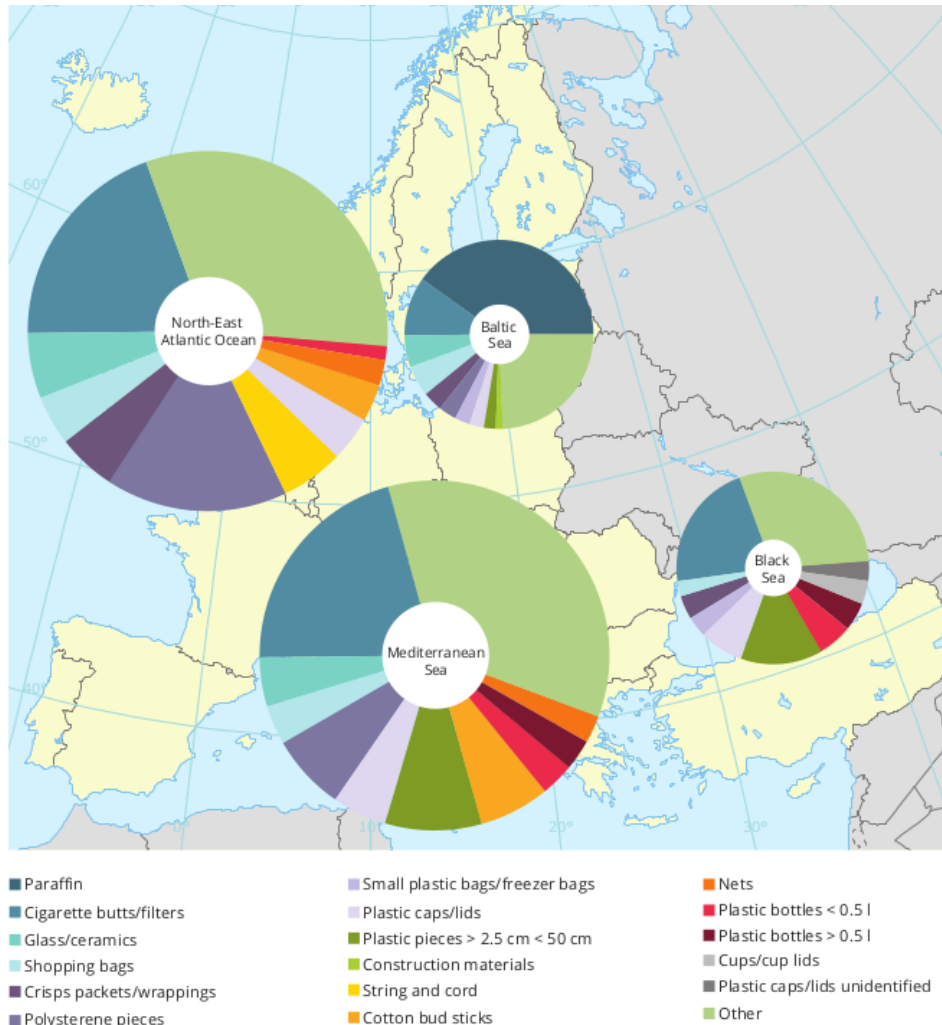 60°
North-East
Atlantic Ocean
Baltic
Sea
50°
Black
Sea
Mediterranean
Sea
40°
0°
10°
20°
30°
Paraffin
Cigarette butts/filters
Glass/ceramics
Shopping bags
Crisps packets/wrappings
Polysterene pieces
Small plastic bags/freezer bags
Plastic caps/lids
Plastic pieces > 2.5 cm < 50 cm
Construction materials
String and cord
Cotton bud sticks
Nets
Plastic bottles < 0.5 l
Plastic bottles > 0.5 l
Cups/cup lids
Plastic caps/lids unidentified
Other